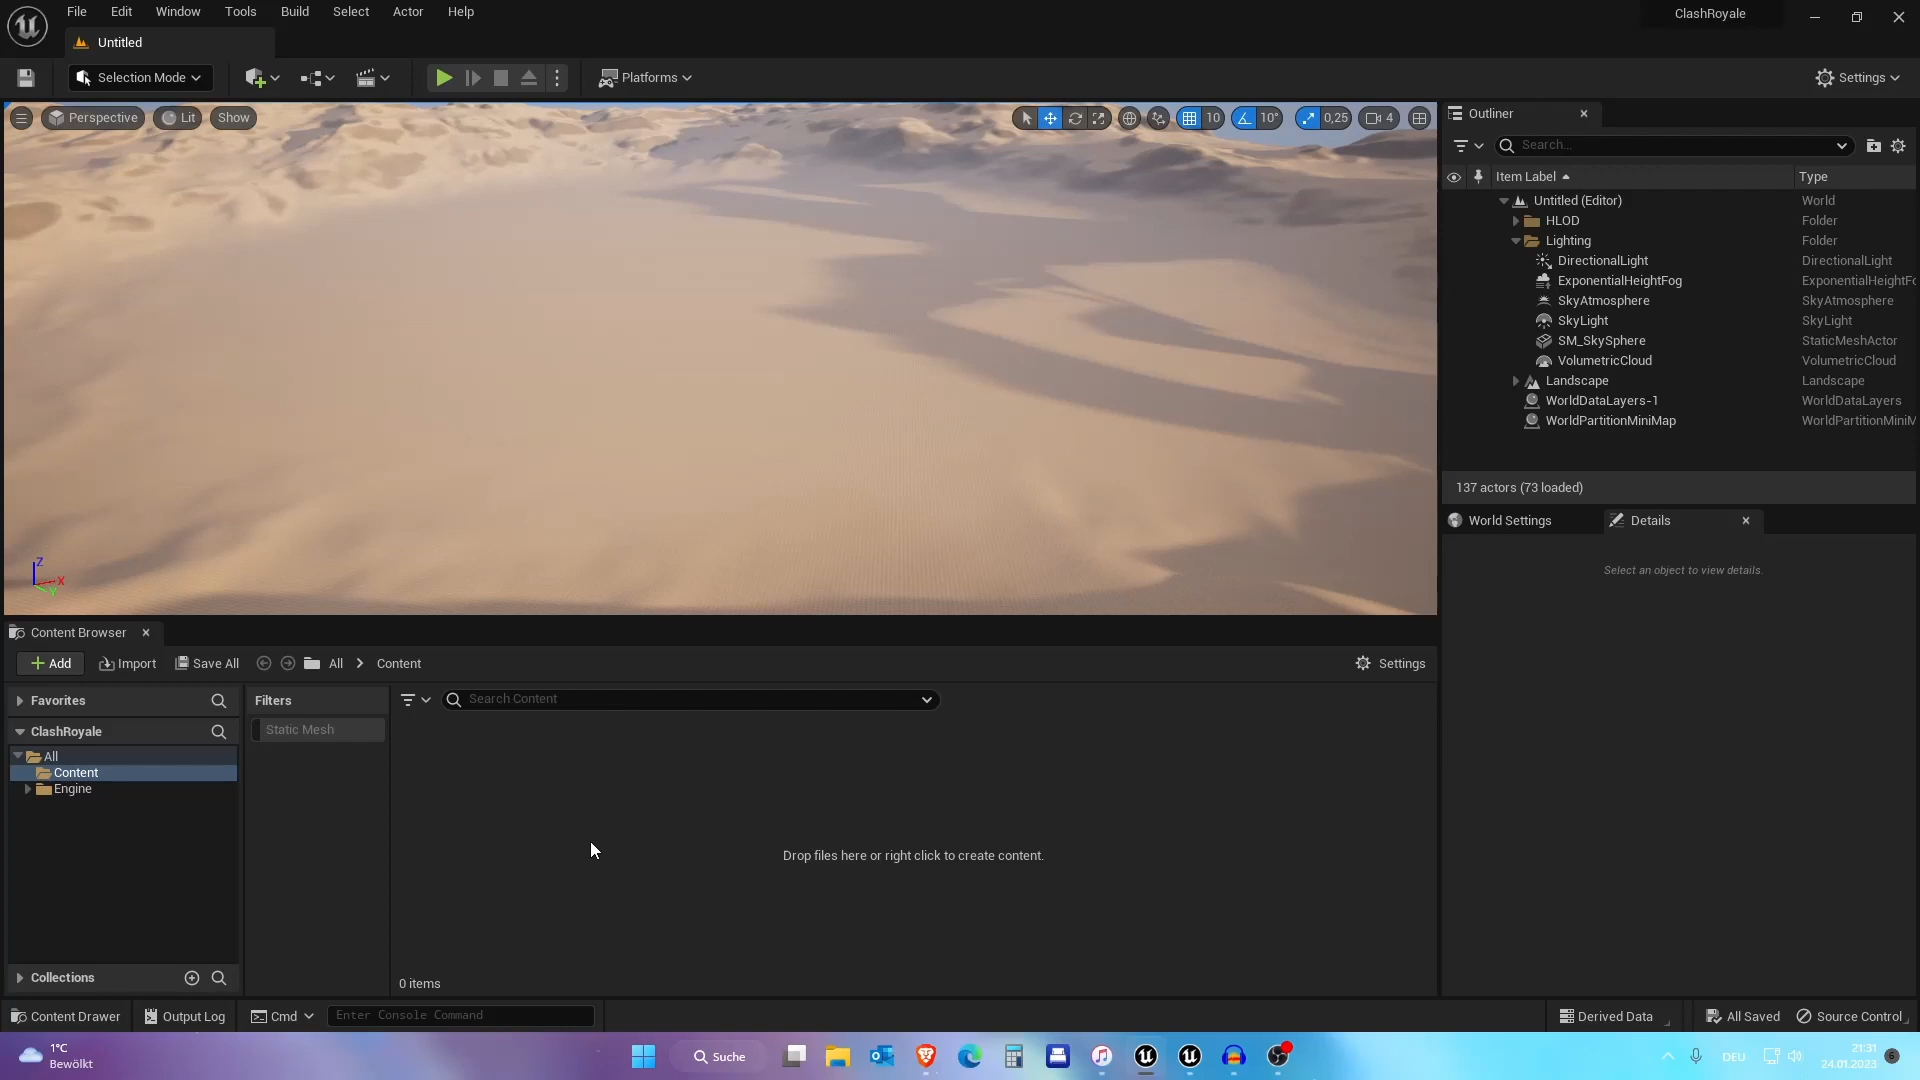 File Edit Window Tools Build Select Actor Help
ClashRoyale
Untitled
Selection Mode
Platforms
Settings
Perspective Lit Show
10 10° 0,25 4
Z
X
Y
Outliner
Search...
Item Label Type
Untitled (Editor) World
HLOD Folder
Lighting Folder
DirectionalLight DirectionalLight
ExponentialHeightFog ExponentialHeightFo
SkyAtmosphere SkyAtmosphere
SkyLight SkyLight
SM_SkySphere StaticMeshActor
VolumetricCloud VolumetricCloud
Landscape Landscape
WorldDataLayers-1 WorldDataLayers
WorldPartitionMiniMap WorldPartitionMiniM
137 actors (73 loaded)
World Settings Details
Select an object to view details.
Content Browser
Add Import Save All All Content Settings
Favorites
Filters
Search Content
ClashRoyale
Static Mesh
All
Content
Engine
Drop files here or right click to create content.
Collections
0 items
Content Drawer Output Log Cmd Enter Console Command Derived Data All Saved Source Control
1°C
Bewölkt
Suche
DEU
21:31
24.01.2023
6